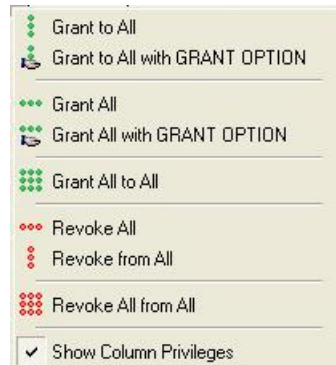 Grant to All
Grant to All with GRANT OPTION
Grant All
Grant All with GRANT OPTION
Grant All to All
Revoke All
Revoke from All
Revoke All from All
Show Column Privileges